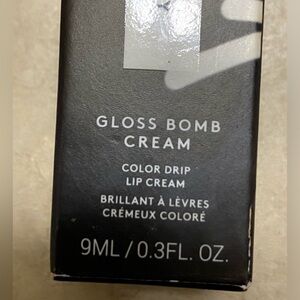 GLOSS BOMB
CREAM
COLOR DRIP
LIP CREAM
BRILLANT À LÈVRES
CRÉMEUX COLORÉ
9ML / 0.3FL. OZ.